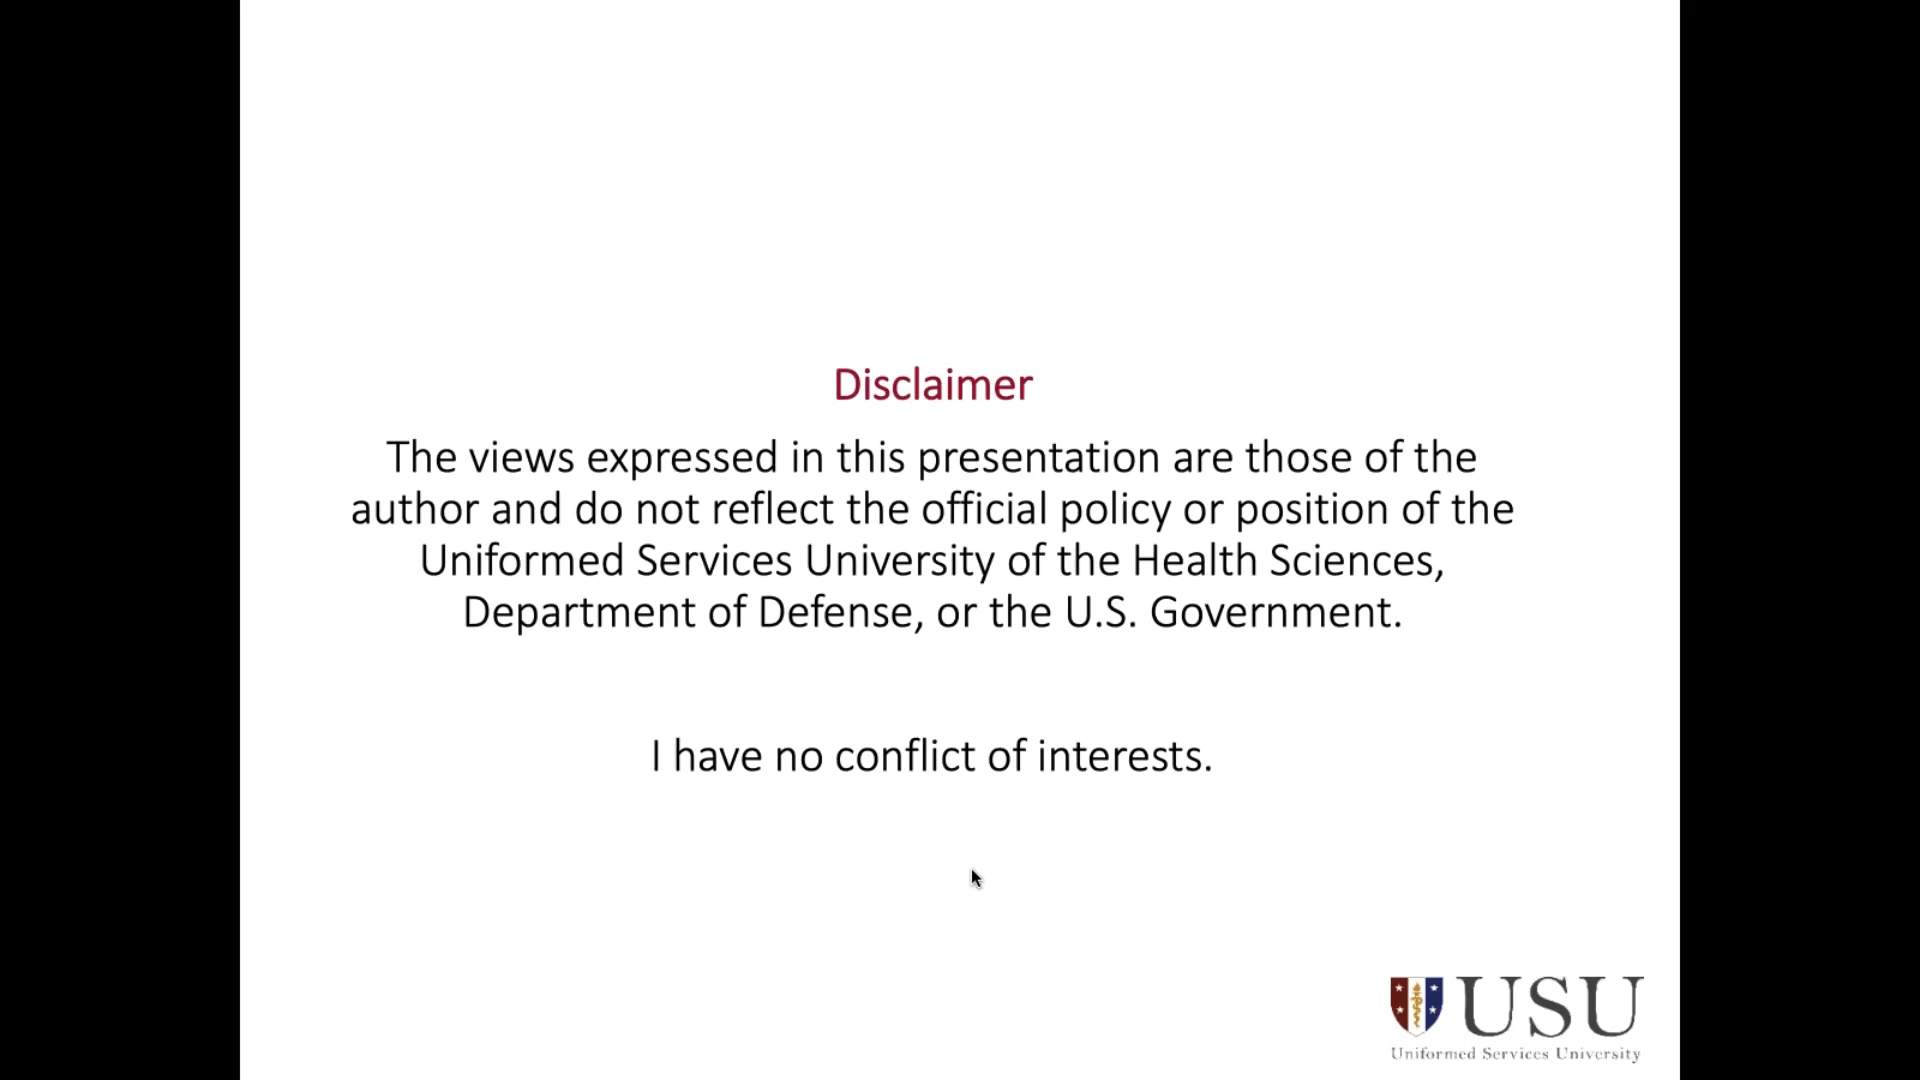 Disclaimer
The views expressed in this presentation are those of the
author and do not reflect the official policy or position of the
Uniformed Services University of the Health Sciences,
Department of Defense, or the U.S. Government.
I have no conflict of interests.
USU
Uniformed Services University